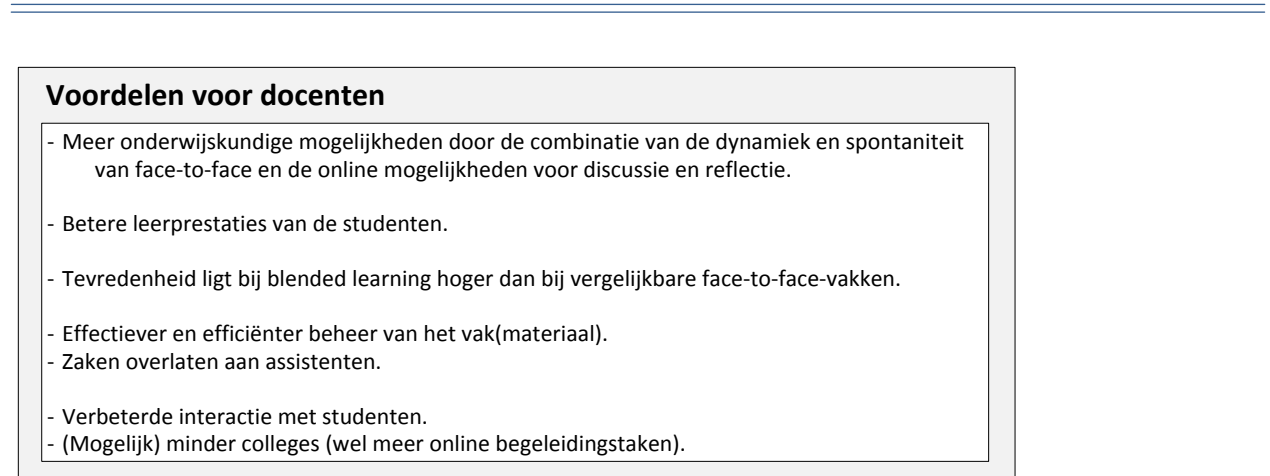 Voordelen voor docenten
- Meer onderwijskundige mogelijkheden door de combinatie van de dynamiek en spontaniteit
van face-to-face en de online mogelijkheden voor discussie en reflectie.
- Betere leerprestaties van de studenten.
- Tevredenheid ligt bij blended learning hoger dan bij vergelijkbare face-to-face-vakken.
- Effectiever en efficiënter beheer van het vak(materiaal).
- Zaken overlaten aan assistenten.
- Verbeterde interactie met studenten.
- (Mogelijk) minder colleges (wel meer online begeleidingstaken).